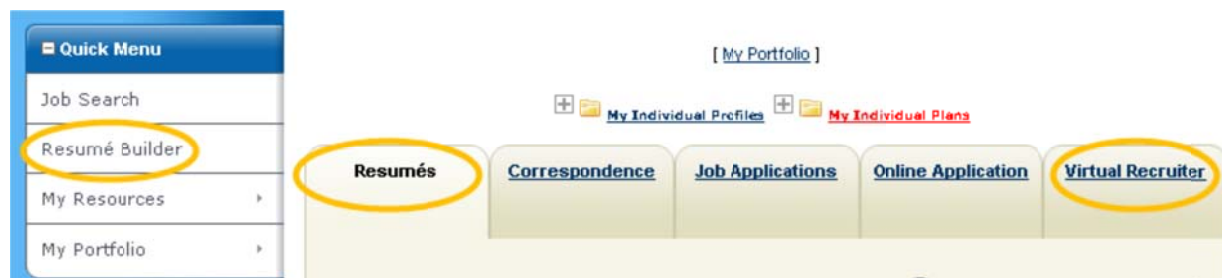 Quick Menu
Job Search
Resumé Builder
My Resources
My Portfolio
[ My Portfolio ]
My Individual Profiles My Individual Plans
Resumés Correspondence Job Applications Online Application Virtual Recruiter